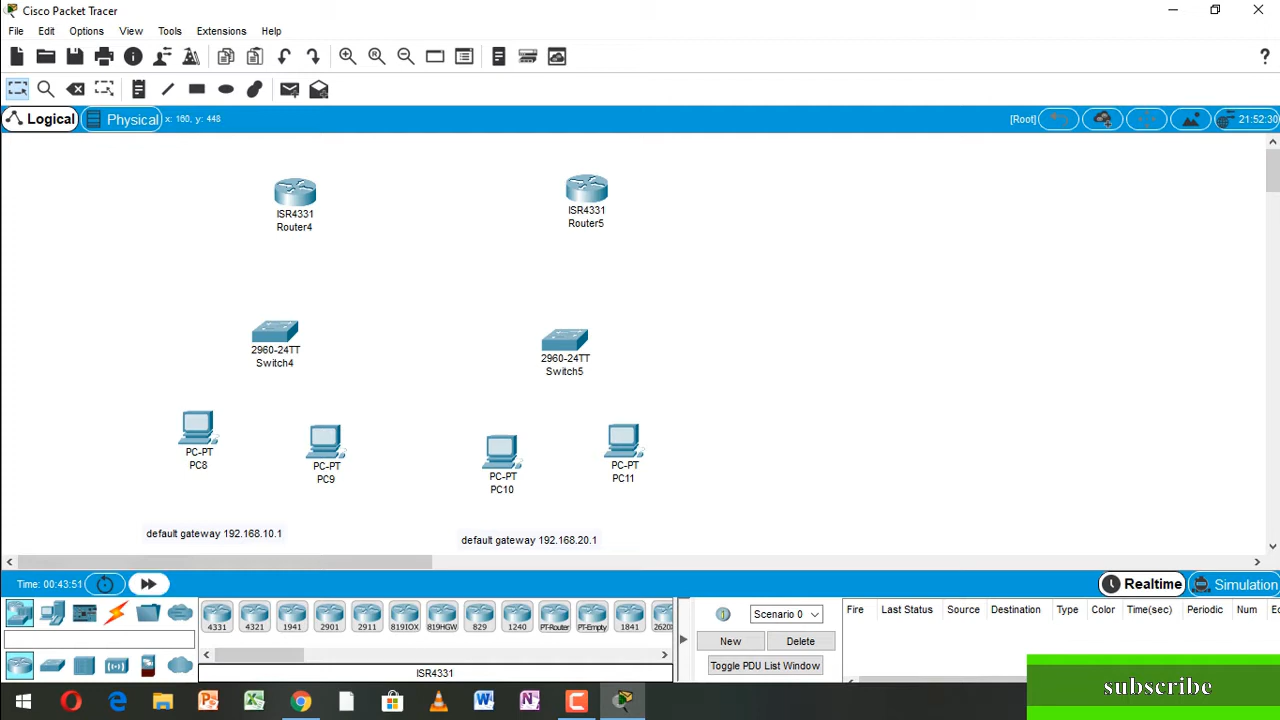 Cisco Packet Tracer
File Edit Options View Tools Extensions Help
Logical Physical x: 160, y: 448 [Root] 21:52:30
ISR4331
Router4
ISR4331
Router5
2960-24TT
Switch4
2960-24TT
Switch5
PC-PT
PC8
PC-PT
PC9
PC-PT
PC10
PC-PT
PC11
default gateway 192.168.10.1
default gateway 192.168.20.1
Time: 00:43:51 Realtime Simulation
4331 4321 1941 2901 2911 819IOX 819HGW 829 1240 PT-Router PT-Empty 1841
ISR4331
Scenario 0
New Delete
Toggle PDU List Window
Fire Last Status Source Destination Type Color Time(sec) Periodic Num
subscribe